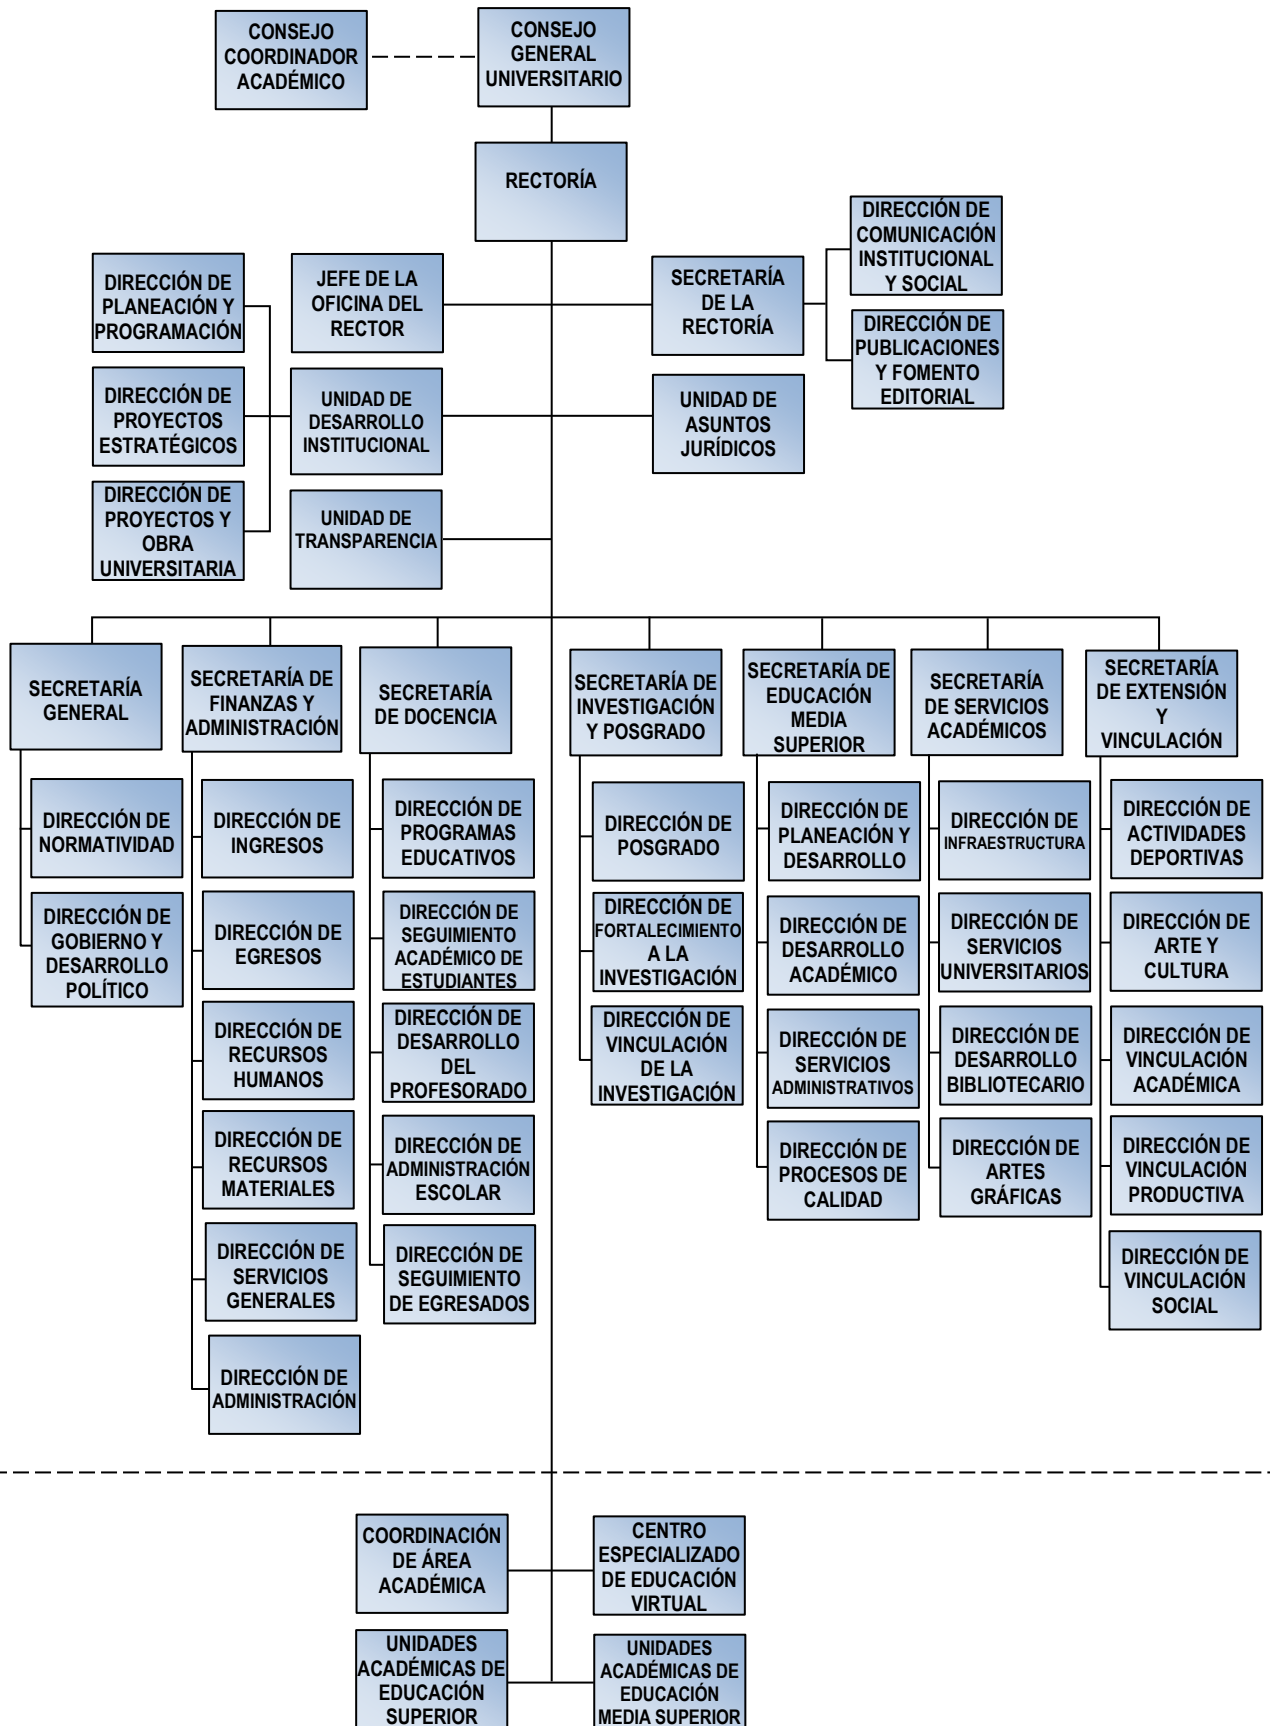 CONSEJO
COORDINADOR
ACADÉMICO
CONSEJO
GENERAL
UNIVERSITARIO
RECTORÍA
DIRECCIÓN DE
PLANEACIÓN Y
PROGRAMACIÓN
JEFE DE LA
OFICINA DEL
RECTOR
SECRETARÍA
DE LA
RECTORÍA
DIRECCIÓN DE
COMUNICACIÓN
INSTITUCIONAL
Y SOCIAL
DIRECCIÓN DE
PUBLICACIONES
Y FOMENTO
EDITORIAL
DIRECCIÓN DE
PROYECTOS
ESTRATÉGICOS
UNIDAD DE
DESARROLLO
INSTITUCIONAL
UNIDAD DE
ASUNTOS
JURÍDICOS
DIRECCIÓN DE
PROYECTOS Y
OBRA
UNIVERSITARIA
UNIDAD DE
TRANSPARENCIA
SECRETARÍA
GENERAL
SECRETARÍA DE
FINANZAS Y
ADMINISTRACIÓN
SECRETARÍA
DE DOCENCIA
SECRETARÍA DE
INVESTIGACIÓN
Y POSGRADO
SECRETARÍA DE
EDUCACIÓN
MEDIA
SUPERIOR
SECRETARÍA
DE SERVICIOS
ACADÉMICOS
SECRETARÍA
DE EXTENSIÓN
Y
VINCULACIÓN
DIRECCIÓN DE
NORMATIVIDAD
DIRECCIÓN DE
GOBIERNO Y
DESARROLLO
POLÍTICO
DIRECCIÓN DE
INGRESOS
DIRECCIÓN DE
EGRESOS
DIRECCIÓN DE
RECURSOS
HUMANOS
DIRECCIÓN DE
RECURSOS
MATERIALES
DIRECCIÓN DE
SERVICIOS
GENERALES
DIRECCIÓN DE
ADMINISTRACIÓN
DIRECCIÓN DE
PROGRAMAS
EDUCATIVOS
DIRECCIÓN DE
SEGUIMIENTO
ACADÉMICO DE
ESTUDIANTES
DIRECCIÓN DE
DESARROLLO
DEL
PROFESORADO
DIRECCIÓN DE
ADMINISTRACIÓN
ESCOLAR
DIRECCIÓN DE
SEGUIMIENTO
DE EGRESADOS
DIRECCIÓN DE
POSGRADO
DIRECCIÓN DE
FORTALECIMIENTO
A LA
INVESTIGACIÓN
DIRECCIÓN DE
VINCULACIÓN
DE LA
INVESTIGACIÓN
DIRECCIÓN DE
PLANEACIÓN Y
DESARROLLO
DIRECCIÓN DE
DESARROLLO
ACADÉMICO
DIRECCIÓN DE
SERVICIOS
ADMINISTRATIVOS
DIRECCIÓN DE
PROCESOS DE
CALIDAD
DIRECCIÓN DE
INFRAESTRUCTURA
DIRECCIÓN DE
SERVICIOS
UNIVERSITARIOS
DIRECCIÓN DE
DESARROLLO
BIBLIOTECARIO
DIRECCIÓN DE
ARTES
GRÁFICAS
DIRECCIÓN DE
ACTIVIDADES
DEPORTIVAS
DIRECCIÓN DE
ARTE Y
CULTURA
DIRECCIÓN DE
VINCULACIÓN
ACADÉMICA
DIRECCIÓN DE
VINCULACIÓN
PRODUCTIVA
DIRECCIÓN DE
VINCULACIÓN
SOCIAL
COORDINACIÓN
DE ÁREA
ACADÉMICA
CENTRO
ESPECIALIZADO
DE EDUCACIÓN
VIRTUAL
UNIDADES
ACADÉMICAS DE
EDUCACIÓN
SUPERIOR
UNIDADES
ACADÉMICAS DE
EDUCACIÓN
MEDIA SUPERIOR